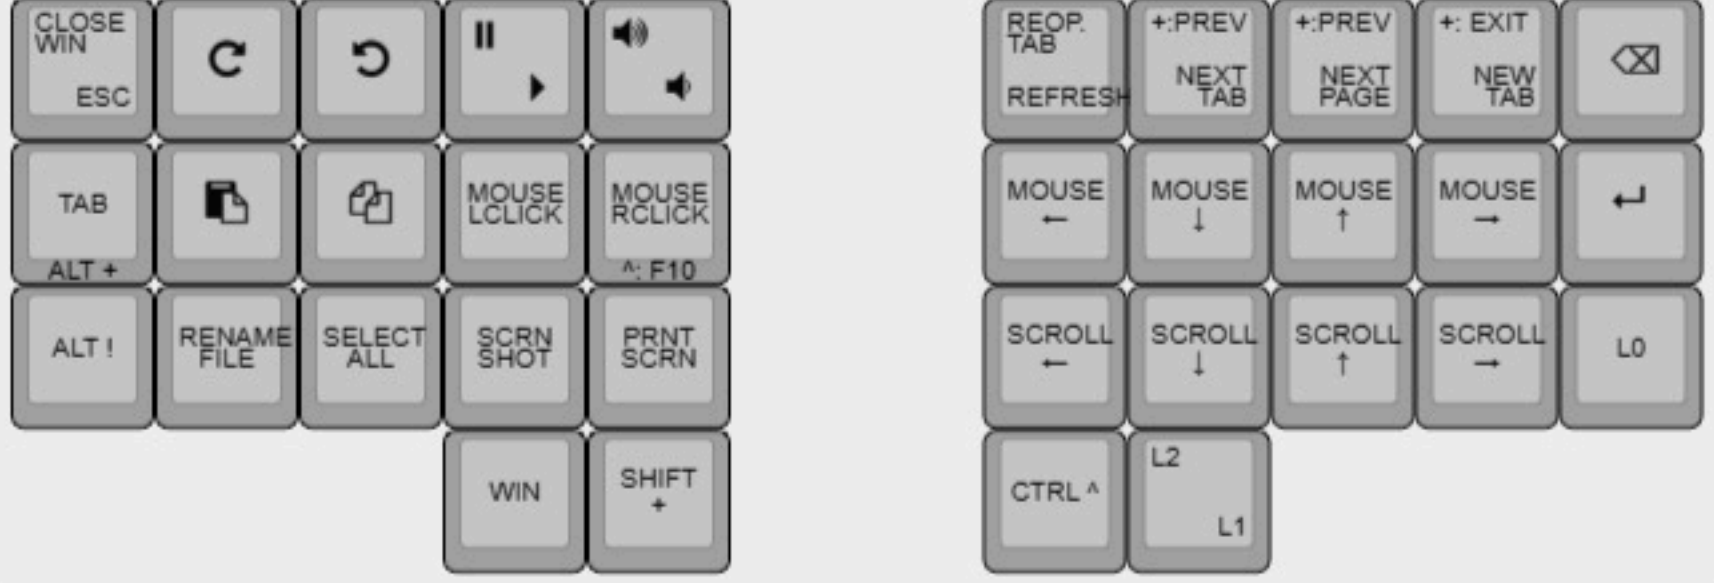 CLOSE
WIN
ESC
REOP.
TAB
REFRESH
+:PREV
NEXT
TAB
+:PREV
NEXT
PAGE
+: EXIT
NEW
TAB
TAB
ALT +
MOUSE
LCLICK
MOUSE
RCLICK
^: F10
MOUSE
←
MOUSE
↓
MOUSE
↑
MOUSE
→
ALT !
RENAME
FILE
SELECT
ALL
SCRN
SHOT
PRNT
SCRN
SCROLL
←
SCROLL
↓
SCROLL
↑
SCROLL
→
L0
WIN
SHIFT
+
CTRL ^
L2
L1